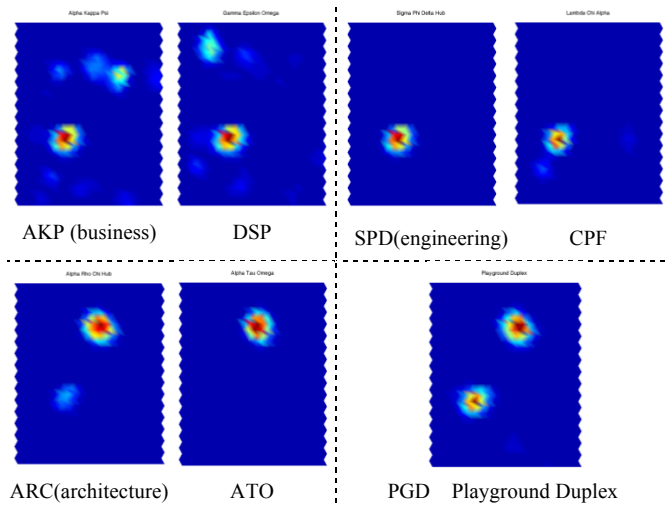 Alpha Kappa Psi
Gamma Epsilon Omega
Sigma Phi Delta Hub
Lambda Chi Alpha
AKP (business)
DSP
SPD(engineering)
CPF
Alpha Rho Chi Hub
Alpha Tau Omega
Playground Duplex
ARC(architecture)
ATO
PGD Playground Duplex